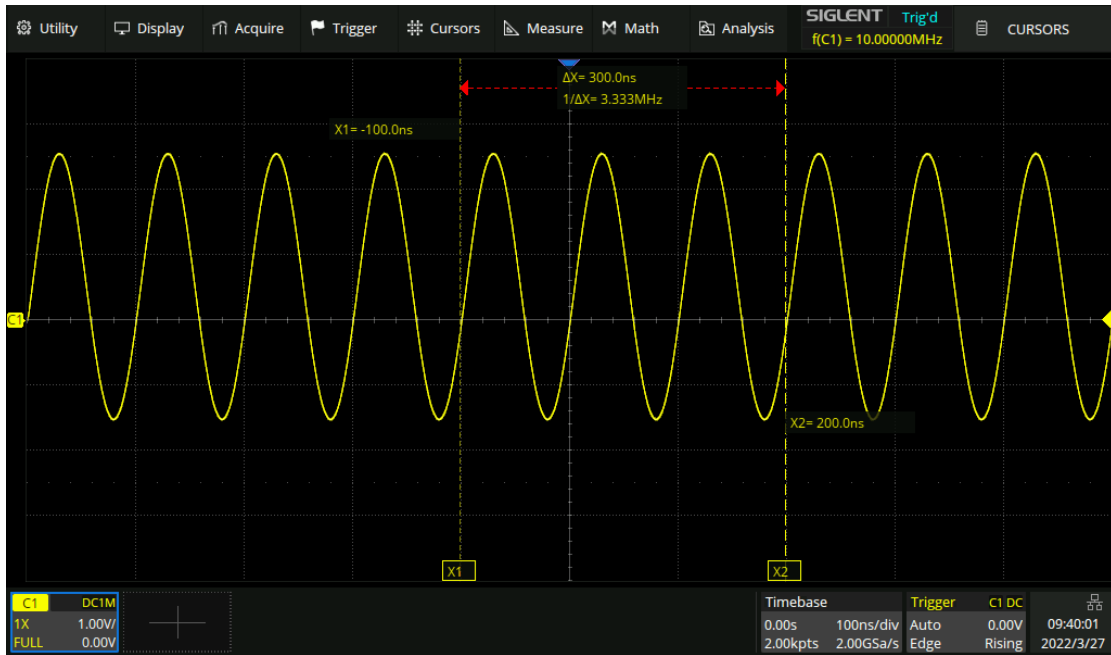 Utility Display Acquire Trigger Cursors Measure Math Analysis
SIGLENT Trig'd
f(C1) = 10.00000MHz
CURSORS
ΔX= 300.0ns
1/ΔX= 3.333MHz
X1= -100.0ns
C1
X2= 200.0ns
X1
X2
C1 DC1M
1X 1.00V/
FULL 0.00V
Timebase
0.00s 100ns/div
2.00kpts 2.00GSa/s
Trigger C1 DC
Auto 0.00V
Edge Rising
09:40:01
2022/3/27